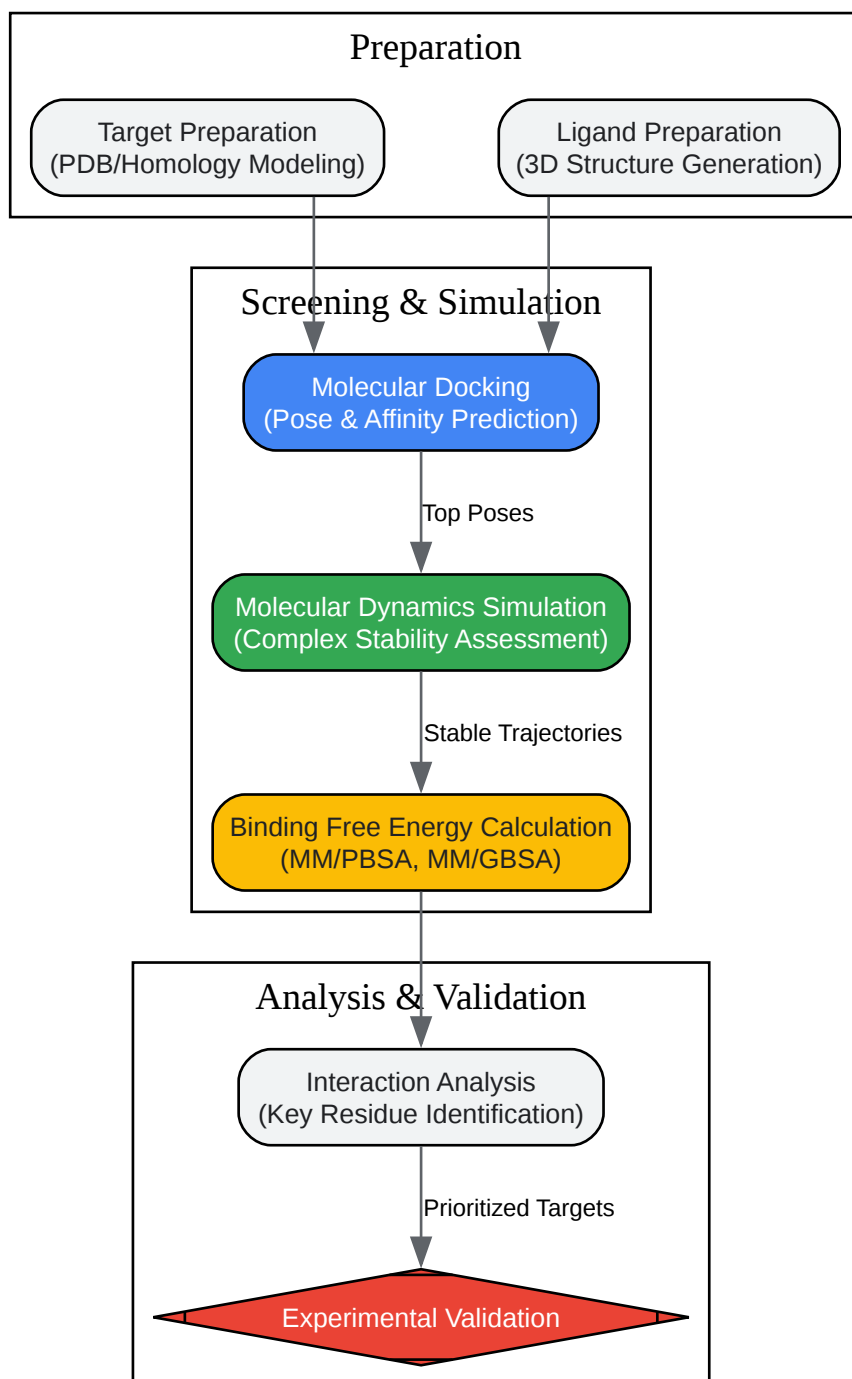 Preparation
Target Preparation
(PDB/Homology Modeling)
Ligand Preparation
(3D Structure Generation)
Screening & Simulation
Molecular Docking
(Pose & Affinity Prediction)
Top Poses
Molecular Dynamics Simulation
(Complex Stability Assessment)
Stable Trajectories
Binding Free Energy Calculation
(MM/PBSA, MM/GBSA)
Analysis & Validation
Interaction Analysis
(Key Residue Identification)
Prioritized Targets
Experimental Validation